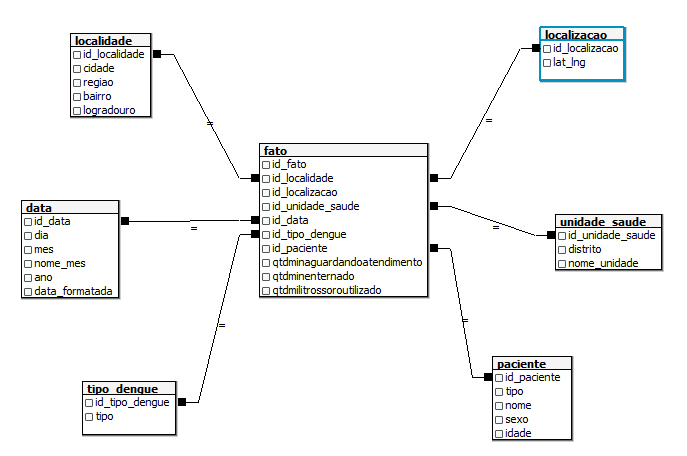 localidade
id_localidade
cidade
regiao
bairro
logradouro
localizacao
id_localizacao
lat_lng
fato
id_fato
id_localidade
id_localizacao
id_unidade_saude
id_data
id_tipo_dengue
id_paciente
qtdminaguardandoatendimento
qtdminenternado
qtdmilitrossoroutilizado
data
id_data
dia
mes
nome_mes
ano
data_formatada
unidade_saude
id_unidade_saude
distrito
nome_unidade
tipo_dengue
id_tipo_dengue
tipo
paciente
id_paciente
tipo
nome
sexo
idade
=
=
=
=
=
=